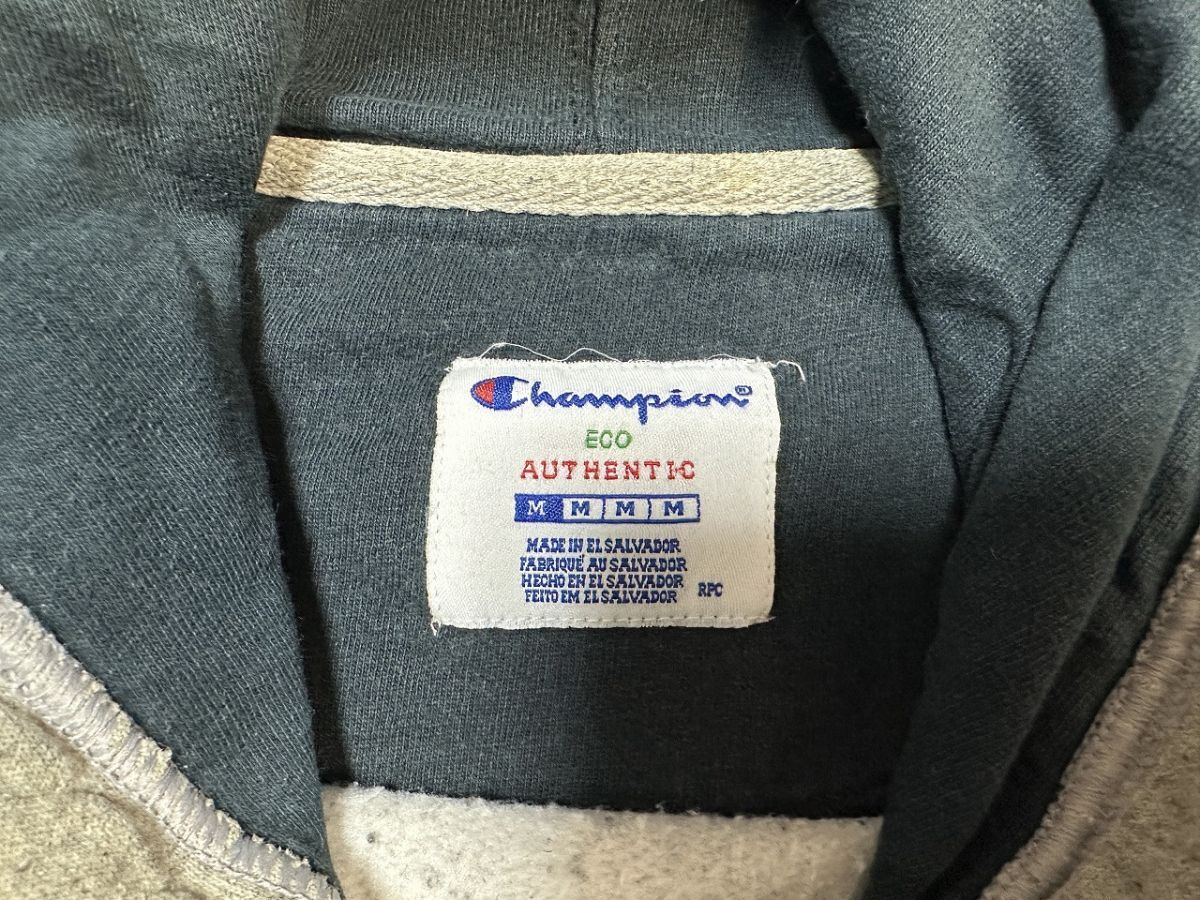 Champion®
ECO
AUTHENTIC
M M M M
MADE IN EL SALVADOR
FABRIQUÉ AU SALVADOR
HECHO EN EL SALVADOR
FEITO EM EL SALVADOR RPC